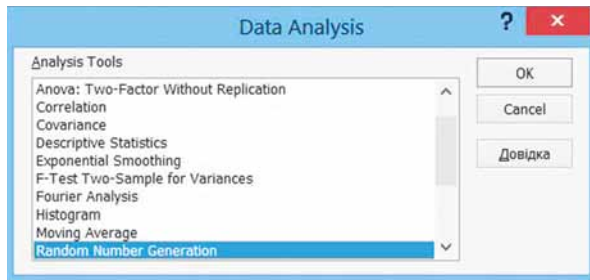 Data Analysis
?
×
Analysis Tools
Anova: Two-Factor Without Replication
Correlation
Covariance
Descriptive Statistics
Exponential Smoothing
F-Test Two-Sample for Variances
Fourier Analysis
Histogram
Moving Average
Random Number Generation
OK
Cancel
Довідка